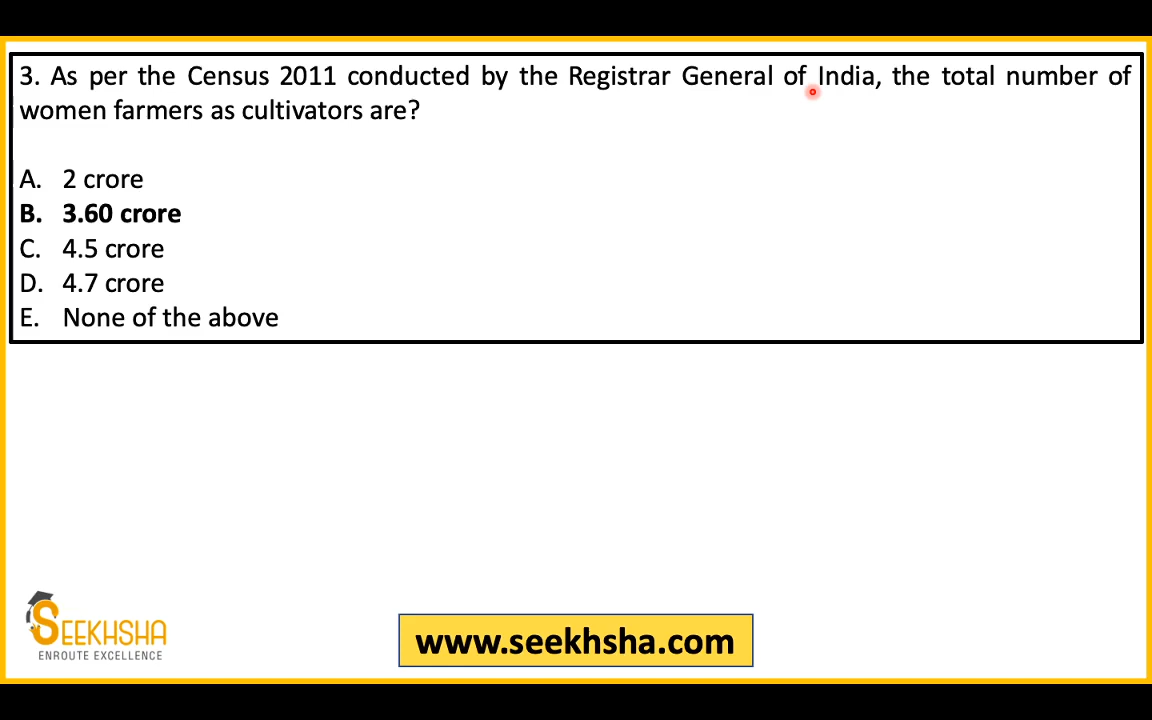 3. As per the Census 2011 conducted by the Registrar General of India, the total number of
women farmers as cultivators are?
A. 2 crore
B. 3.60 crore
C. 4.5 crore
D. 4.7 crore
E. None of the above
SEEKHSHA
ENROUTE EXCELLENCE
www.seekhsha.com